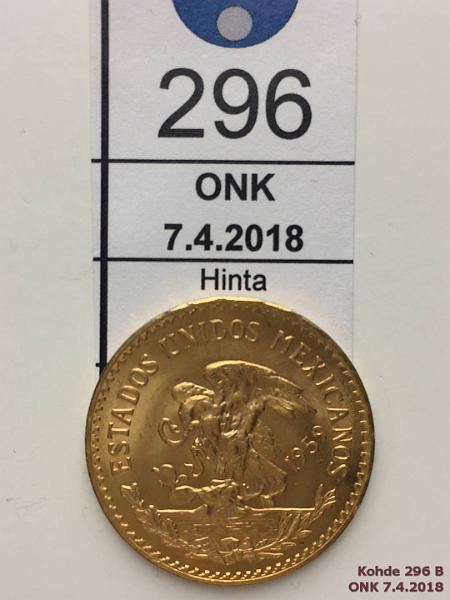 296
ONK
7.4.2018
Hinta
ESTADOS UNIDOS MEXICANOS
1959
Kohde 296 B
ONK 7.4.2018